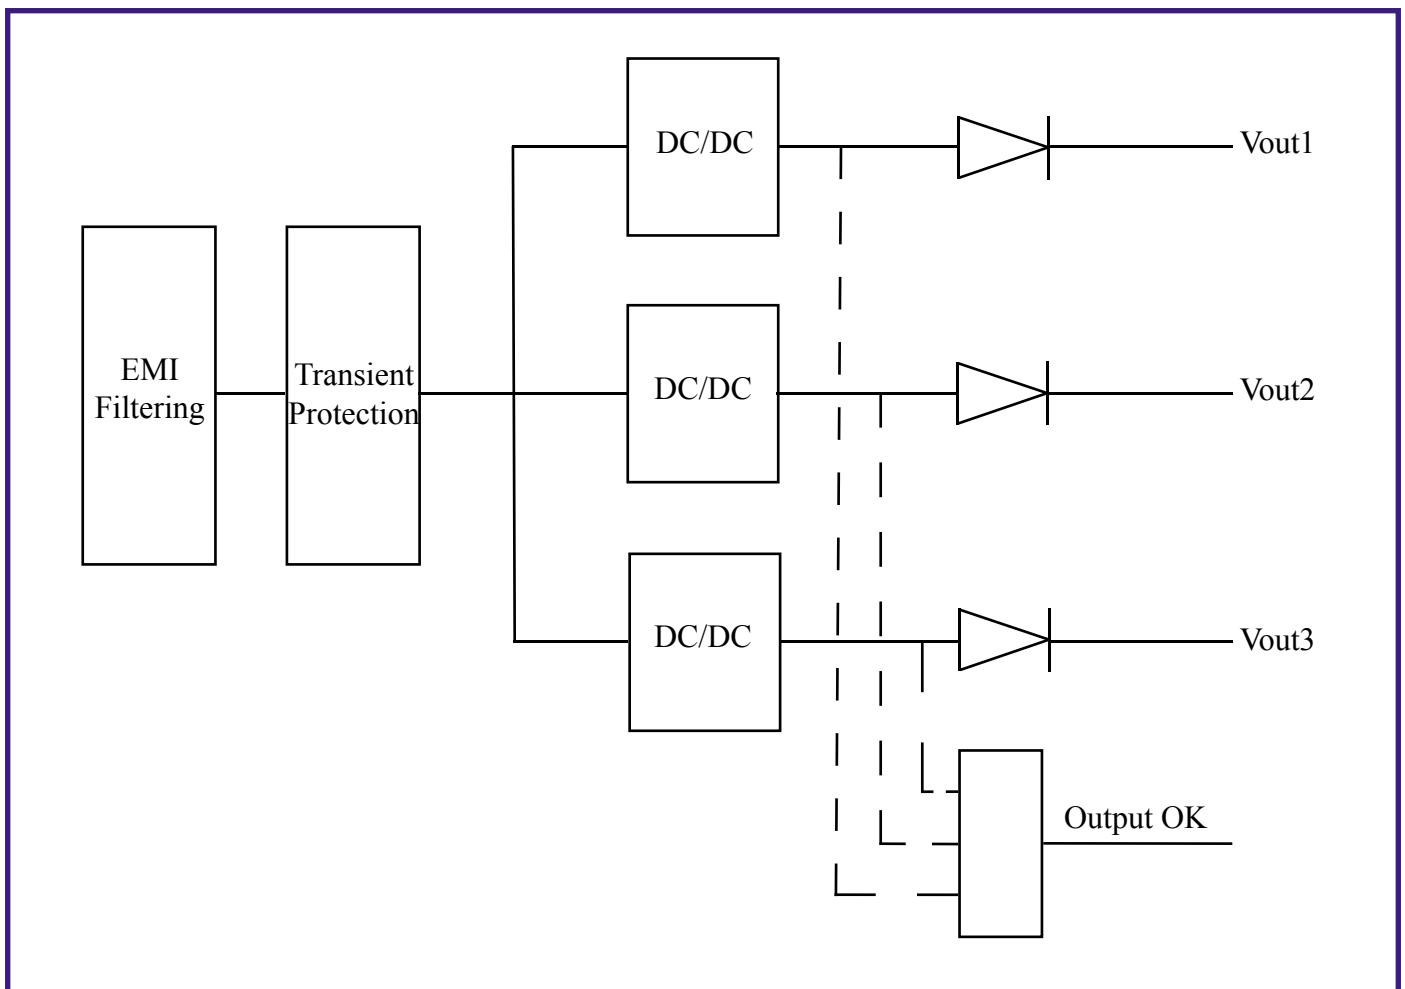 DC/DC
Vout1
EMI
Filtering
Transient
Protection
DC/DC
Vout2
DC/DC
Vout3
Output OK